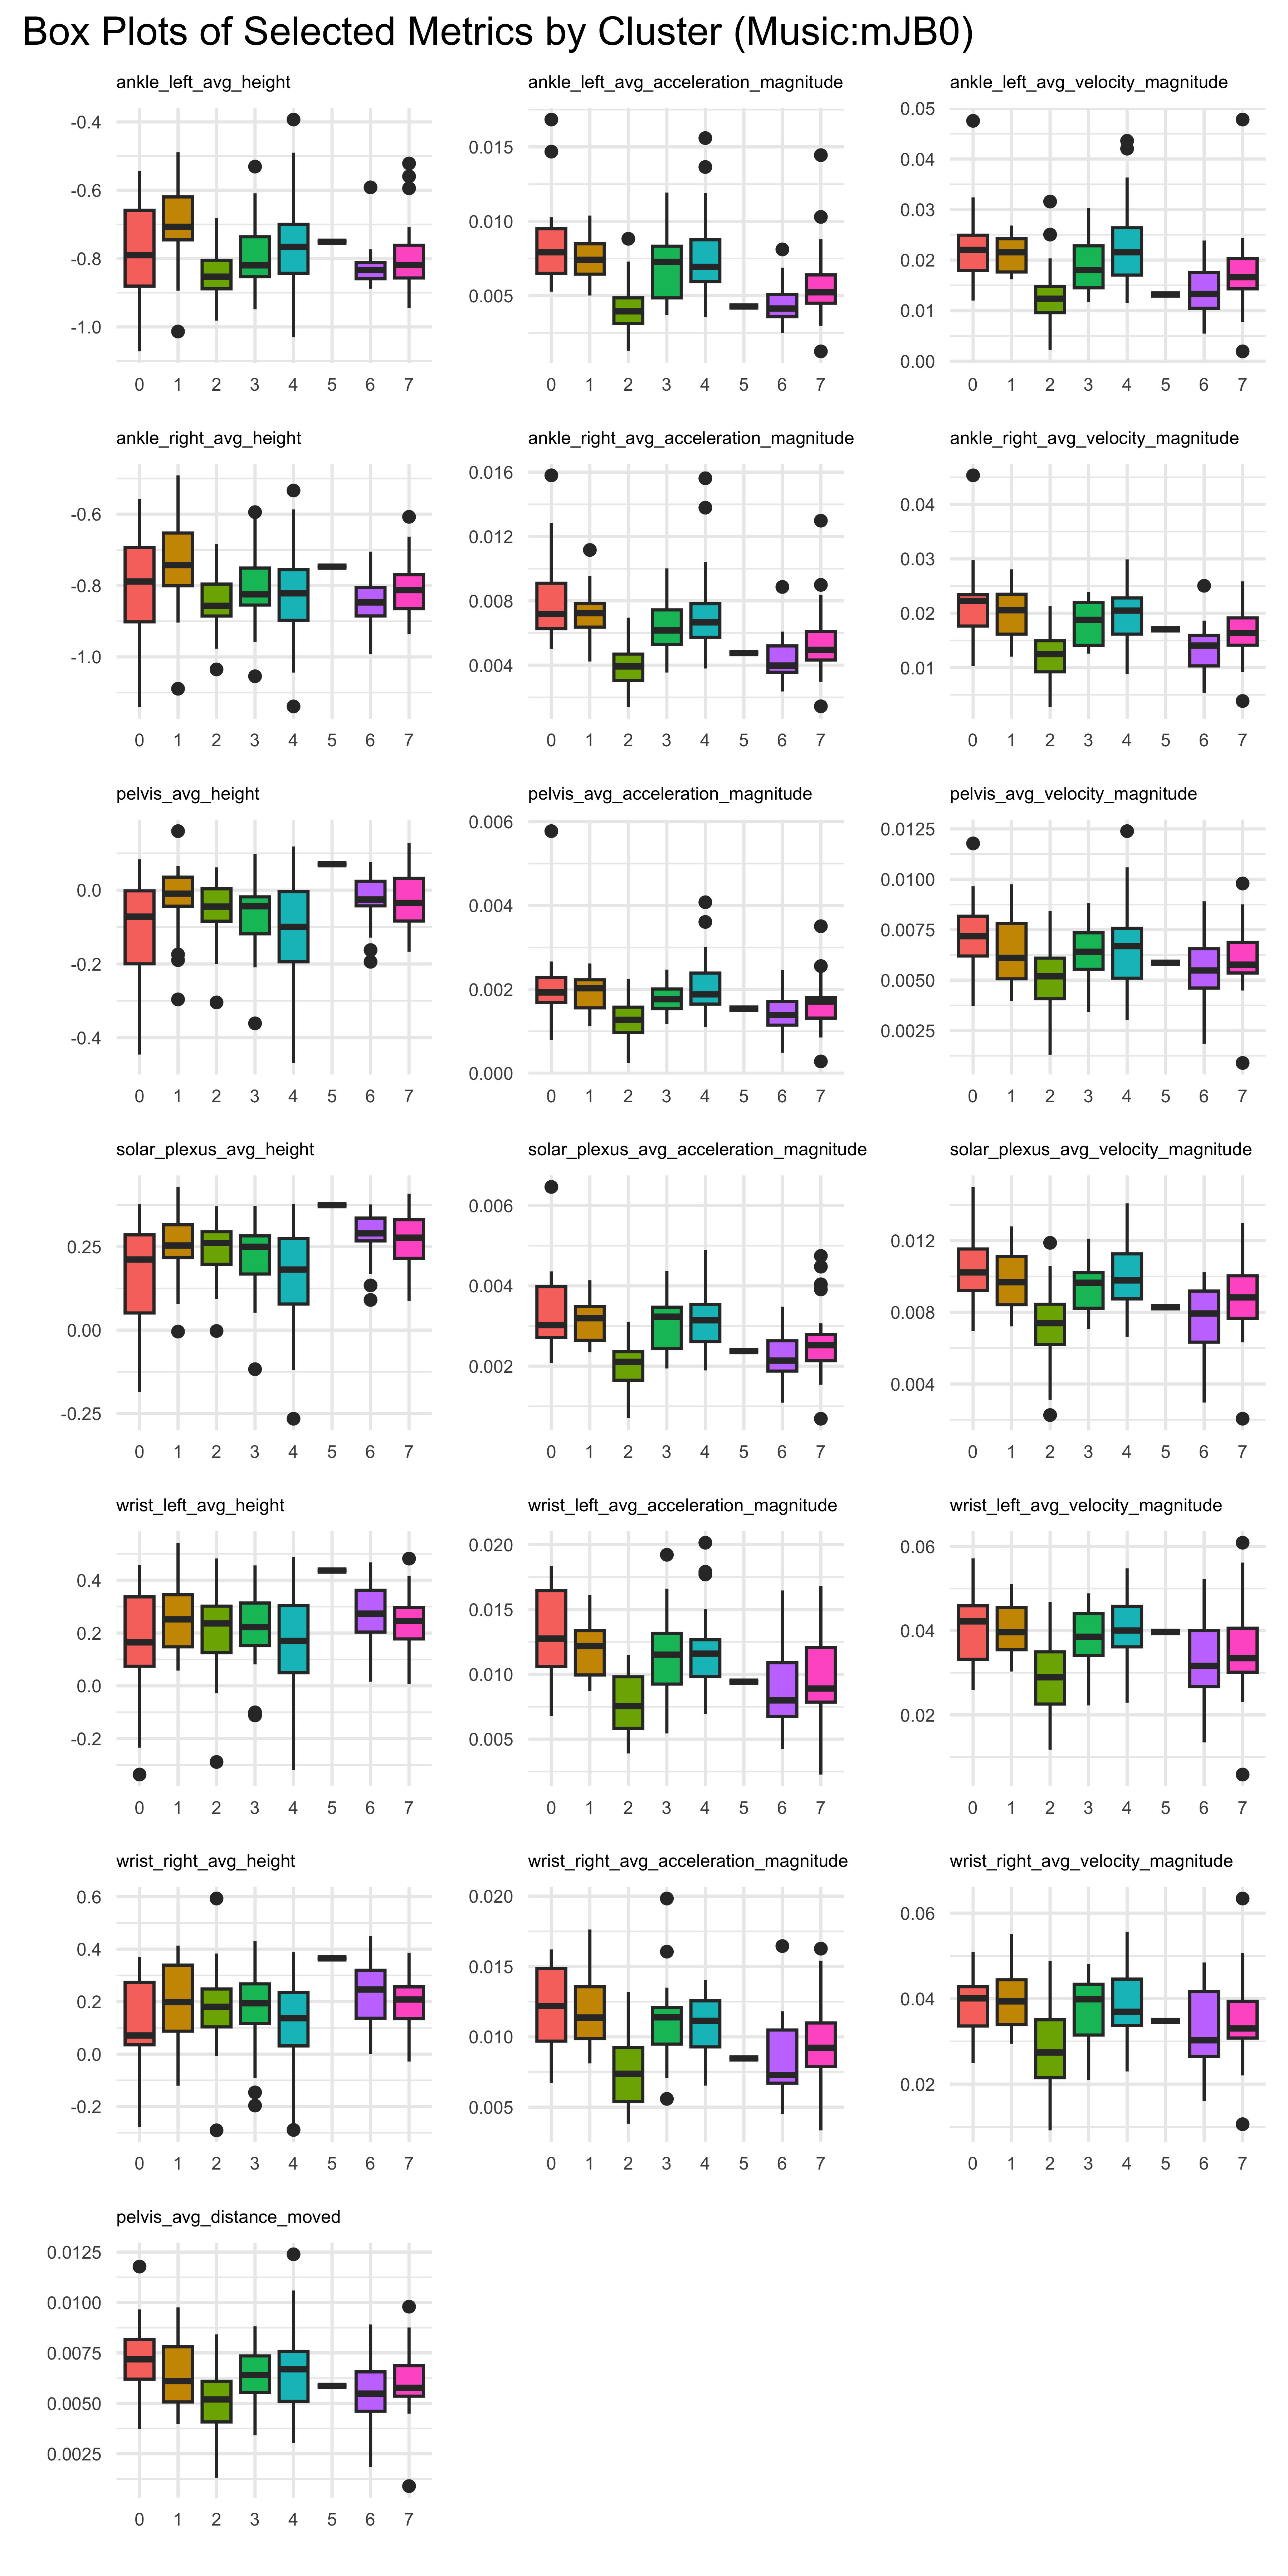 Box Plots of Selected Metrics by Cluster (Music:mJB0)
ankle_left_avg_height
-0.4
-0.6
-0.8
-1.0
0 1 2 3 4 5 6 7
ankle_left_avg_acceleration_magnitude
0.015
0.010
0.005
0 1 2 3 4 5 6 7
ankle_left_avg_velocity_magnitude
0.05
0.04
0.03
0.02
0.01
0.00
0 1 2 3 4 5 6 7
ankle_right_avg_height
-0.6
-0.8
-1.0
0 1 2 3 4 5 6 7
ankle_right_avg_acceleration_magnitude
0.016
0.012
0.008
0.004
0 1 2 3 4 5 6 7
ankle_right_avg_velocity_magnitude
0.04
0.03
0.02
0.01
0 1 2 3 4 5 6 7
pelvis_avg_height
0.0
-0.2
-0.4
0 1 2 3 4 5 6 7
pelvis_avg_acceleration_magnitude
0.006
0.004
0.002
0.000
0 1 2 3 4 5 6 7
pelvis_avg_velocity_magnitude
0.0125
0.0100
0.0075
0.0050
0.0025
0 1 2 3 4 5 6 7
solar_plexus_avg_height
0.25
0.00
-0.25
0 1 2 3 4 5 6 7
solar_plexus_avg_acceleration_magnitude
0.006
0.004
0.002
0 1 2 3 4 5 6 7
solar_plexus_avg_velocity_magnitude
0.012
0.008
0.004
0 1 2 3 4 5 6 7
wrist_left_avg_height
0.4
0.2
0.0
-0.2
0 1 2 3 4 5 6 7
wrist_left_avg_acceleration_magnitude
0.020
0.015
0.010
0.005
0 1 2 3 4 5 6 7
wrist_left_avg_velocity_magnitude
0.06
0.04
0.02
0 1 2 3 4 5 6 7
wrist_right_avg_height
0.6
0.4
0.2
0.0
-0.2
0 1 2 3 4 5 6 7
wrist_right_avg_acceleration_magnitude
0.020
0.015
0.010
0.005
0 1 2 3 4 5 6 7
wrist_right_avg_velocity_magnitude
0.06
0.04
0.02
0 1 2 3 4 5 6 7
pelvis_avg_distance_moved
0.0125
0.0100
0.0075
0.0050
0.0025
0 1 2 3 4 5 6 7